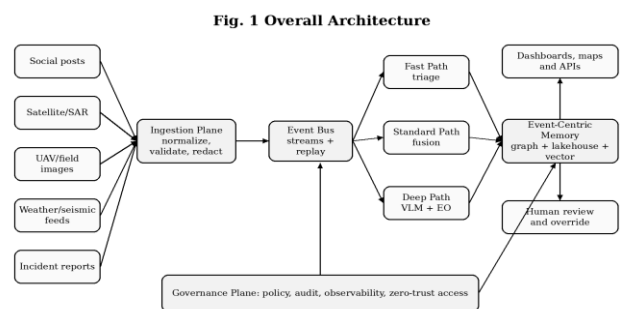 Fig. 1 Overall Architecture
Social posts
Satellite/SAR
UAV/field
images
Weather/seismic
feeds
Incident reports
Ingestion Plane
normalize,
validate, redact
Event Bus
streams +
replay
Fast Path
triage
Standard Path
fusion
Deep Path
VLM + EO
Dashboards, maps
and APIs
Event-Centric
Memory
graph + lakehouse +
vector
Human review
and override
Governance Plane: policy, audit, observability, zero-trust access